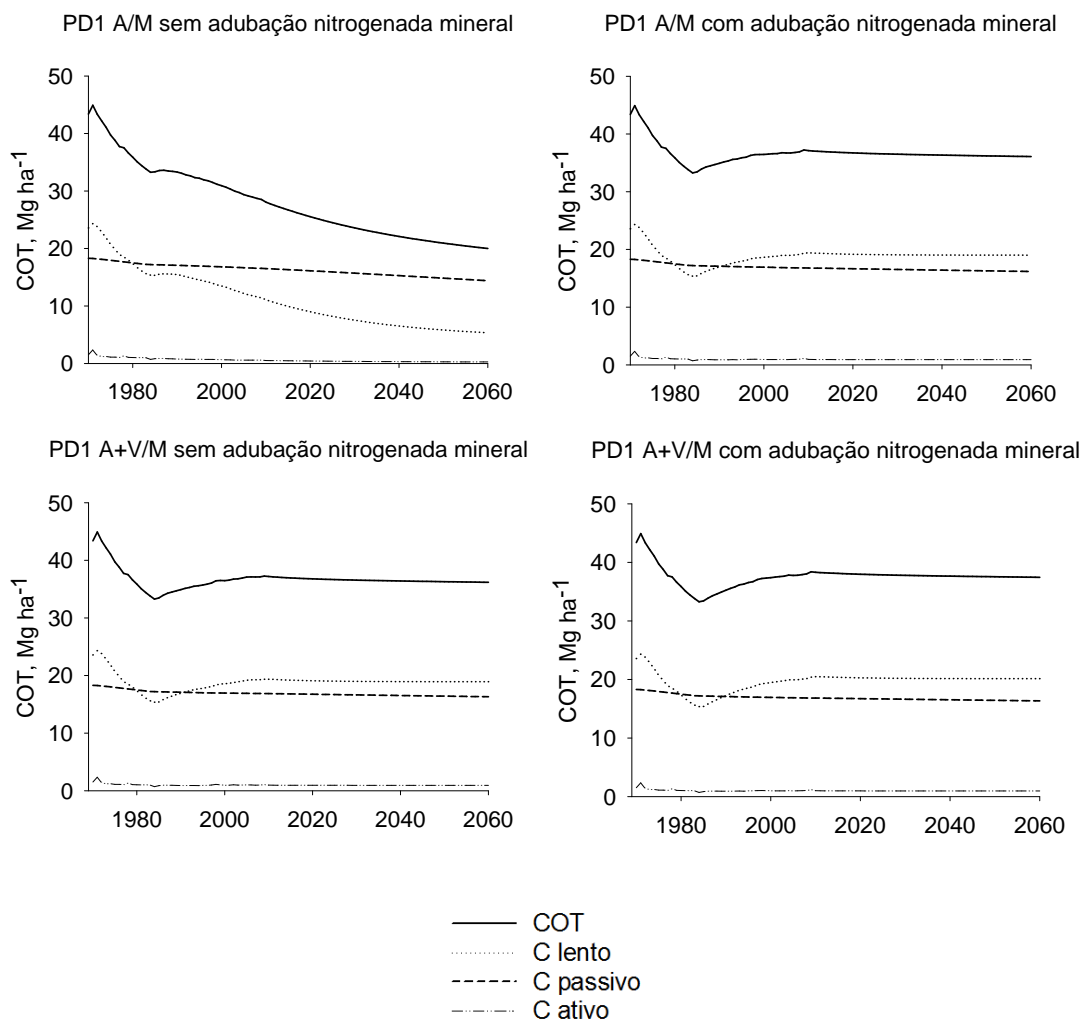 PD1 A/M sem adubação nitrogenada mineral
PD1 A/M com adubação nitrogenada mineral
COT, Mg ha-1
50
40
30
20
10
0
1980 2000 2020 2040 2060
50
40
30
20
10
0
1980 2000 2020 2040 2060
PD1 A+V/M sem adubação nitrogenada mineral
PD1 A+V/M com adubação nitrogenada mineral
COT, Mg ha-1
50
40
30
20
10
0
1980 2000 2020 2040 2060
COT, Mg ha-1
50
40
30
20
10
0
1980 2000 2020 2040 2060
COT
C lento
C passivo
C ativo